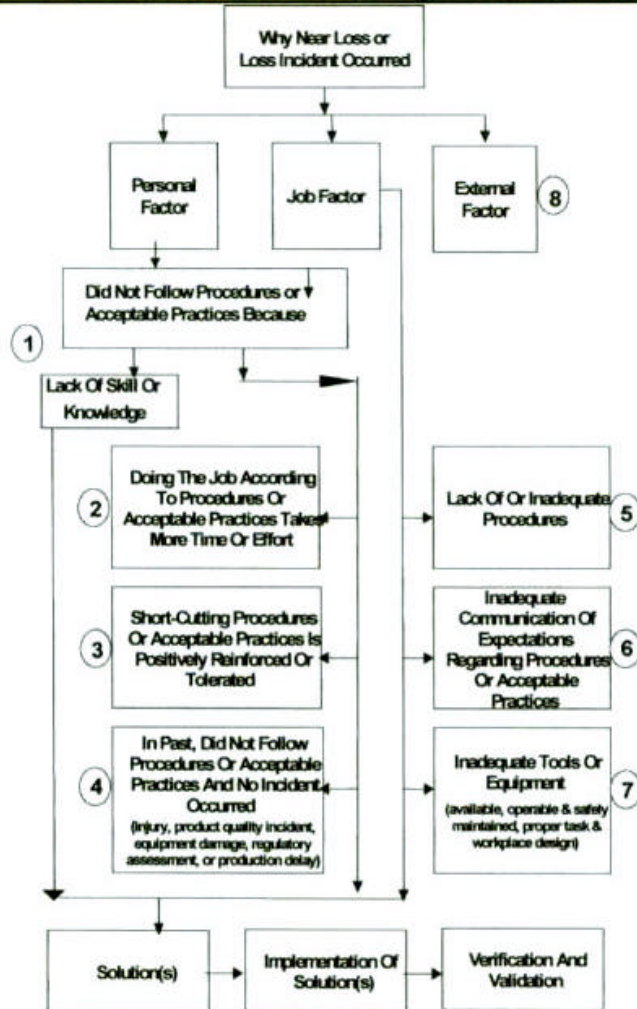 Why Near Loss or
Loss Incident Occurred
Personal
Factor
Job Factor
External
Factor
8
Did Not Follow Procedures or
Acceptable Practices Because
1
Lack Of Skill Or
Knowledge
2
Doing The Job According
To Procedures Or
Acceptable Practices Takes
More Time Or Effort
Lack Of Or Inadequate
Procedures
5
3
Short-Cutting Procedures
Or Acceptable Practices Is
Positively Reinforced Or
Tolerated
Inadequate
Communication Of
Expectations
Regarding Procedures
Or Acceptable
Practices
6
4
In Past, Did Not Follow
Procedures Or Acceptable
Practices And No Incident
Occurred
(injury, product quality incident,
equipment damage, regulatory
assessment, or production delay)
Inadequate Tools Or
Equipment
(available, operable & safely
maintained, proper task &
workplace design)
7
Solution(s)
Implementation Of
Solution(s)
Verification And
Validation